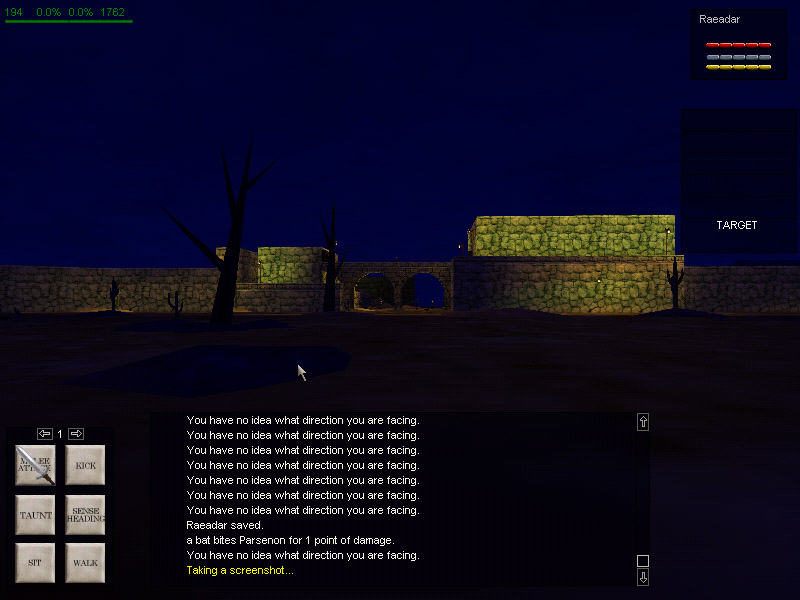 194 0.0% 0.0% 1762
Raeadar
TARGET
You have no idea what direction you are facing.
You have no idea what direction you are facing.
You have no idea what direction you are facing.
You have no idea what direction you are facing.
You have no idea what direction you are facing.
You have no idea what direction you are facing.
You have no idea what direction you are facing.
Raeadar saved.
a bat bites Parsenon for 1 point of damage.
You have no idea what direction you are facing.
Taking a screenshot...
1
MELEE
ATTACK
KICK
TAUNT
SENSE
HEADING
SIT
WALK